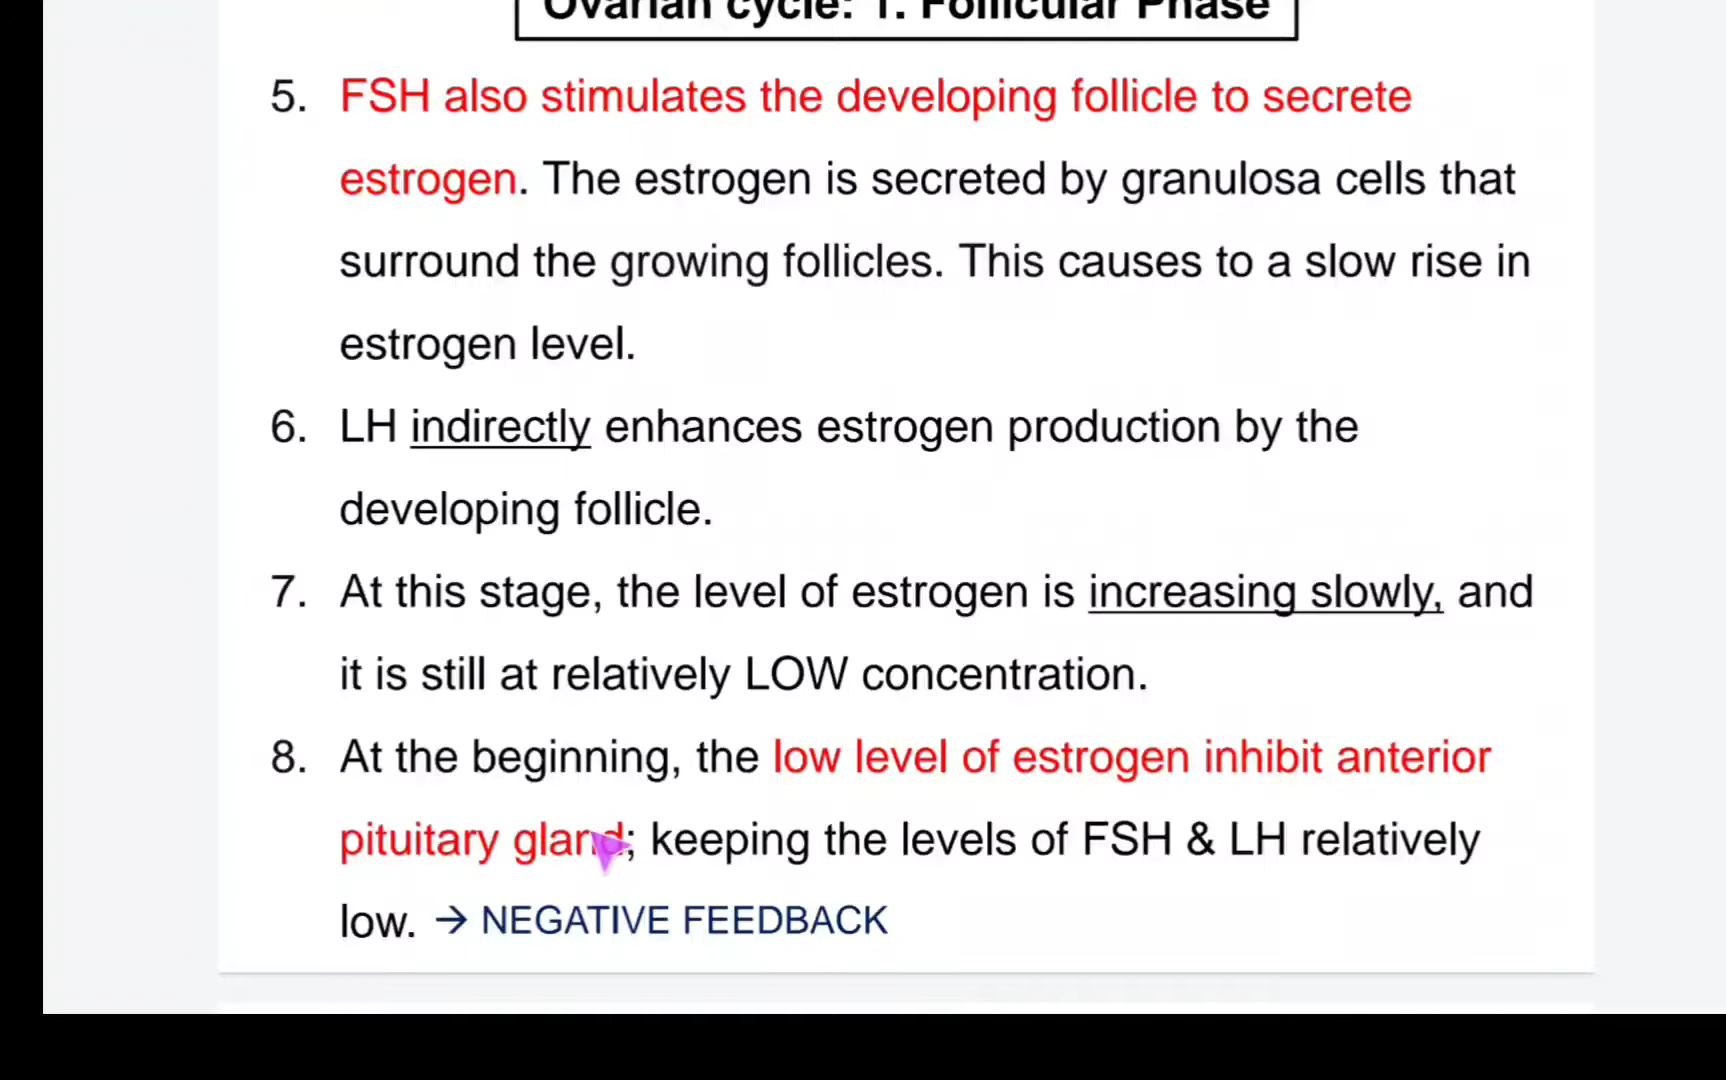 Ovarian cycle: 1. Follicular Phase
5. FSH also stimulates the developing follicle to secrete
estrogen. The estrogen is secreted by granulosa cells that
surround the growing follicles. This causes to a slow rise in
estrogen level.
6. LH indirectly enhances estrogen production by the
developing follicle.
7. At this stage, the level of estrogen is increasing slowly, and
it is still at relatively LOW concentration.
8. At the beginning, the low level of estrogen inhibit anterior
pituitary gland; keeping the levels of FSH & LH relatively
low. → NEGATIVE FEEDBACK